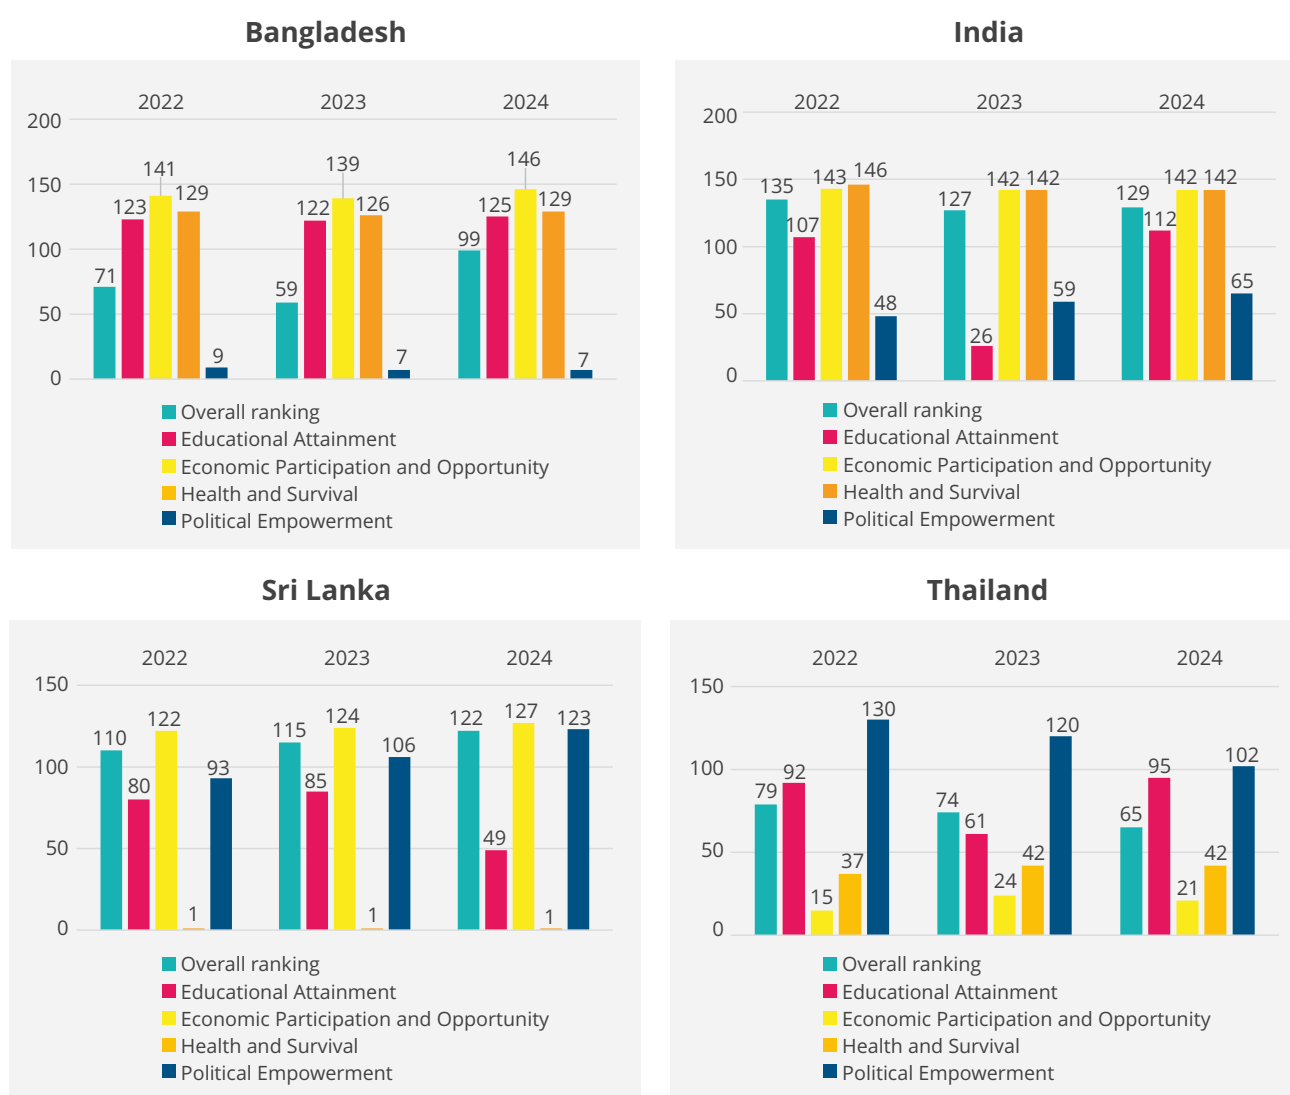 Bangladesh
2022 2023 2024
200
150
100
50
0
71 123 141 129 9
59 122 139 126 7
99 125 146 129 7
Overall ranking
Educational Attainment
Economic Participation and Opportunity
Health and Survival
Political Empowerment
India
2022 2023 2024
200
150
100
50
0
135 107 143 146 48
127 26 142 142 59
129 112 142 142 65
Overall ranking
Educational Attainment
Economic Participation and Opportunity
Health and Survival
Political Empowerment
Sri Lanka
2022 2023 2024
150
100
50
0
110 80 122 1 93
115 85 124 1 106
122 49 127 1 123
Overall ranking
Educational Attainment
Economic Participation and Opportunity
Health and Survival
Political Empowerment
Thailand
2022 2023 2024
150
100
50
0
79 92 15 37 130
74 61 24 42 120
65 95 21 42 102
Overall ranking
Educational Attainment
Economic Participation and Opportunity
Health and Survival
Political Empowerment